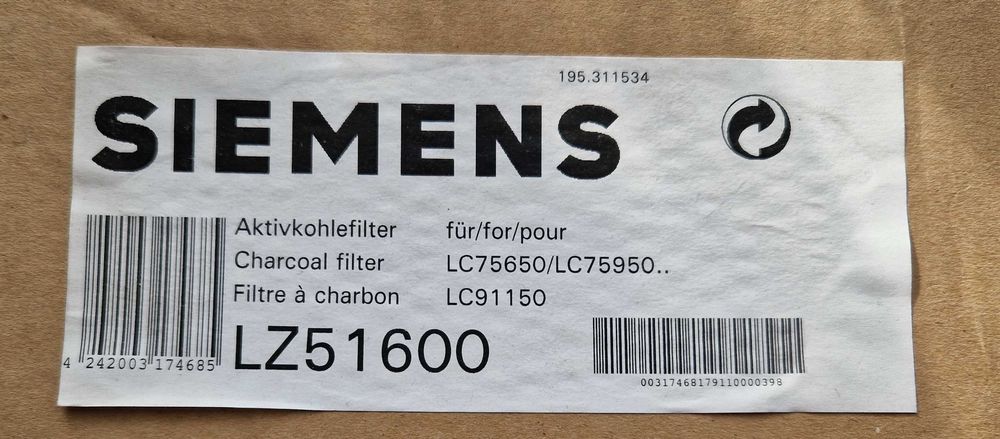 195.311534
SIEMENS
Aktivkohlefilter für/for/pour
Charcoal filter LC75650/LC75950..
Filtre à charbon LC91150
LZ51600
4 242003 174685
00317468179110000398